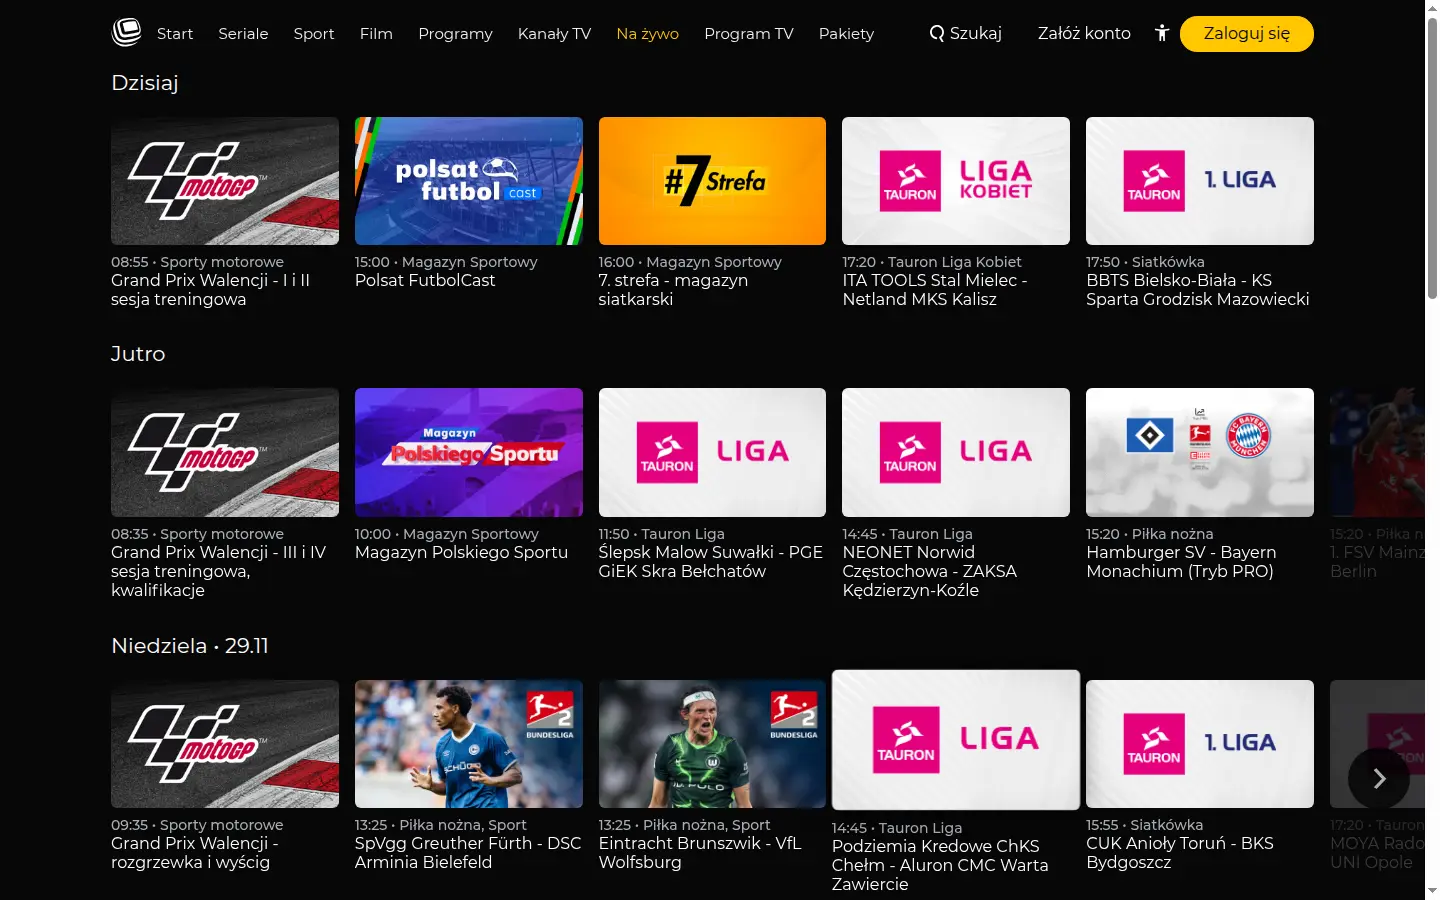 Start Seriale Sport Film Programy Kanały TV Na żywo Program TV Pakiety Szukaj Załóż konto Zaloguj się
Dzisiaj
motoGP™
polsat
futbol cast
#7Strefa
TAURON LIGA
KOBIET
TAURON 1. LIGA
08:55 • Sporty motorowe
Grand Prix Walencji - I i II
sesja treningowa
15:00 • Magazyn Sportowy
Polsat FutbolCast
16:00 • Magazyn Sportowy
7. strefa - magazyn
siatkarski
17:20 • Tauron Liga Kobiet
ITA TOOLS Stal Mielec -
Netland MKS Kalisz
17:50 • Siatkówka
BBTS Bielsko-Biała - KS
Sparta Grodzisk Mazowiecki
Jutro
motoGP™
Magazyn
Polskiego Sportu
TAURON LIGA
TAURON LIGA
FC BAYERN
MÜNCHEN
08:35 • Sporty motorowe
Grand Prix Walencji - III i IV
sesja treningowa,
kwalifikacje
10:00 • Magazyn Sportowy
Magazyn Polskiego Sportu
11:50 • Tauron Liga
Ślepsk Malow Suwałki - PGE
GiEK Skra Bełchatów
14:45 • Tauron Liga
NEONET Norwid
Częstochowa - ZAKSA
Kędzierzyn-Koźle
15:20 • Piłka nożna
Hamburger SV - Bayern
Monachium (Tryb PRO)
15:20 • Piłka n
1. FSV Mainz
Berlin
Niedziela • 29.11
motoGP™
2
BUNDESLIGA
SCHÜCO
2
BUNDESLIGA
TAURON LIGA
TAURON 1. LIGA
09:35 • Sporty motorowe
Grand Prix Walencji -
rozgrzewka i wyścig
13:25 • Piłka nożna, Sport
SpVgg Greuther Fürth - DSC
Arminia Bielefeld
13:25 • Piłka nożna, Sport
Eintracht Brunszwik - VfL
Wolfsburg
14:45 • Tauron Liga
Podziemia Kredowe ChKS
Chełm - Aluron CMC Warta
Zawiercie
15:55 • Siatkówka
CUK Anioły Toruń - BKS
Bydgoszcz
17:20 • Tauron
MOYA Rado
UNI Opole